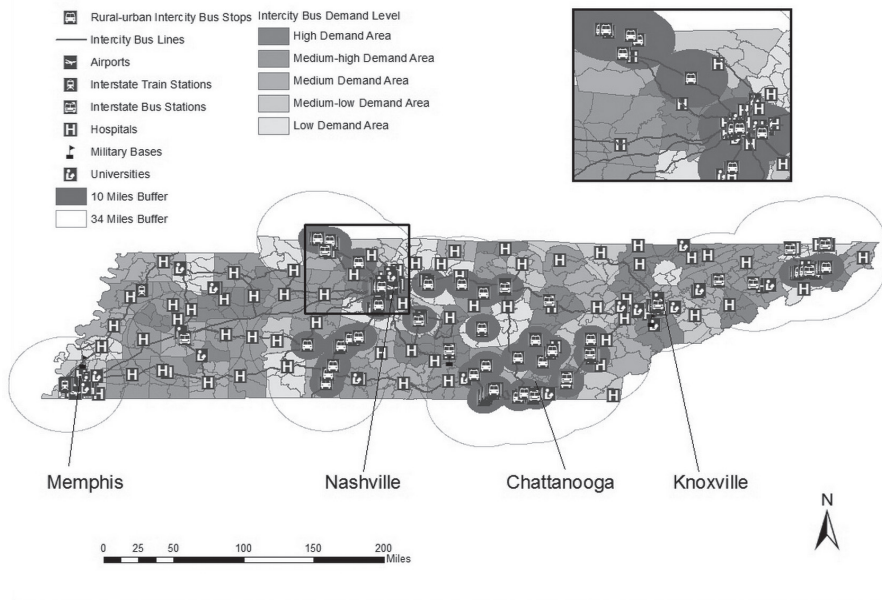 Rural-urban Intercity Bus Stops
Intercity Bus Lines
Airports
Interstate Train Stations
Interstate Bus Stations
Hospitals
Military Bases
Universities
10 Miles Buffer
34 Miles Buffer
Intercity Bus Demand Level
High Demand Area
Medium-high Demand Area
Medium Demand Area
Medium-low Demand Area
Low Demand Area
Memphis
Nashville
Chattanooga
Knoxville
N
0 25 50 100 150 200
Miles